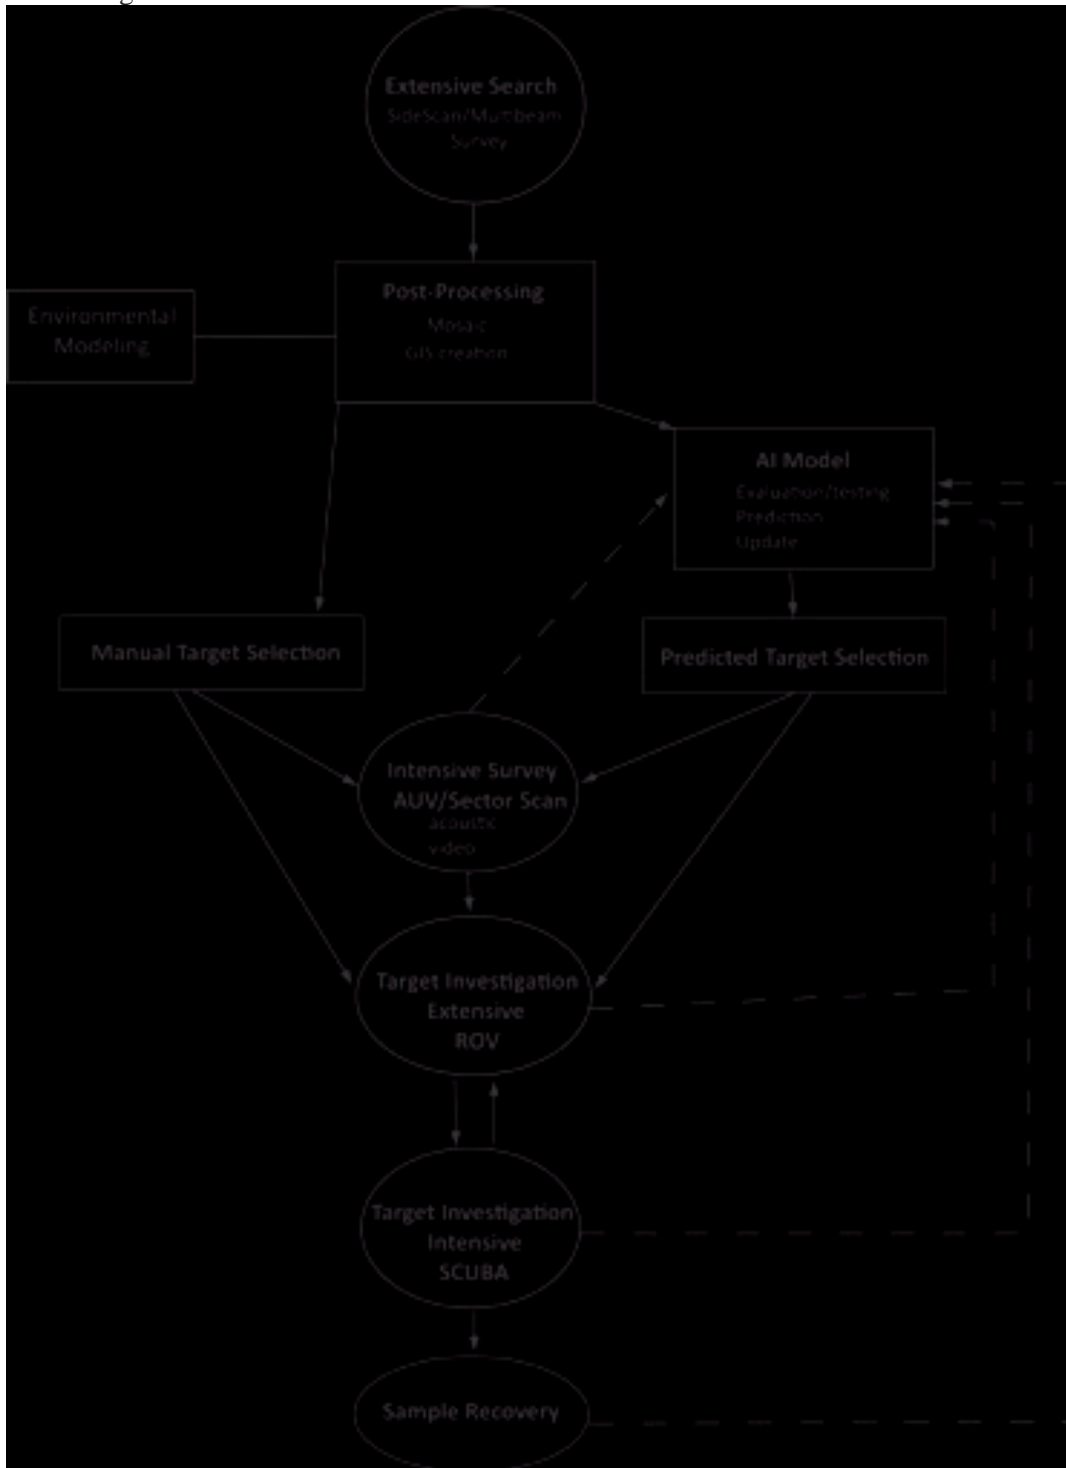 Extensive Search
SideScan/Multibeam
Survey
Post-Processing
Mosaic
GIS creation
Environmental
Modeling
AI Model
Evaluation/testing
Prediction
Update
Manual Target Selection
Predicted Target Selection
Intensive Survey
AUV/Sector Scan
acoustic
video
Target Investigation
Extensive
ROV
Target Investigation
Intensive
SCUBA
Sample Recovery